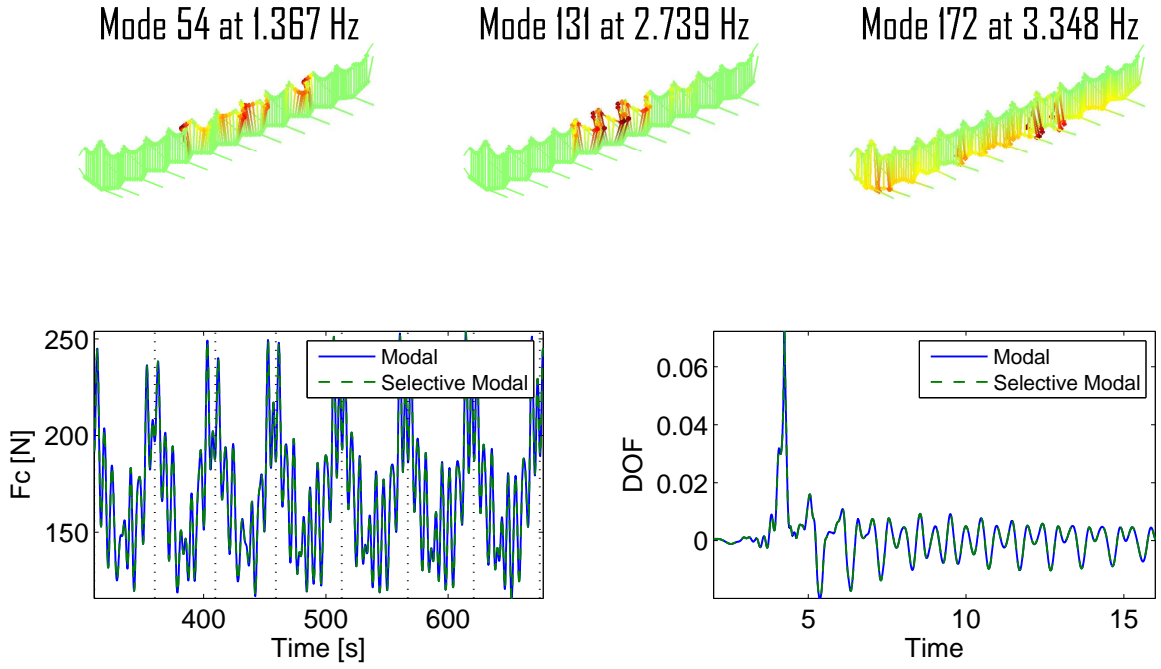 Mode 54 at 1.367 Hz
Mode 131 at 2.739 Hz
Mode 172 at 3.348 Hz
250
200
150
Fc [N]
400
500
600
Time [s]
Modal
Selective Modal
0.06
0.04
0.02
0
DOF
5
10
15
Time
Modal
Selective Modal